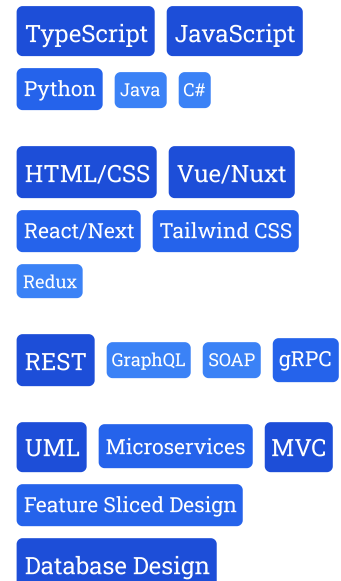 TypeScript JavaScript
Python Java C#
HTML/CSS Vue/Nuxt
React/Next Tailwind CSS
Redux
REST GraphQL SOAP gRPC
UML Microservices MVC
Feature Sliced Design
Database Design